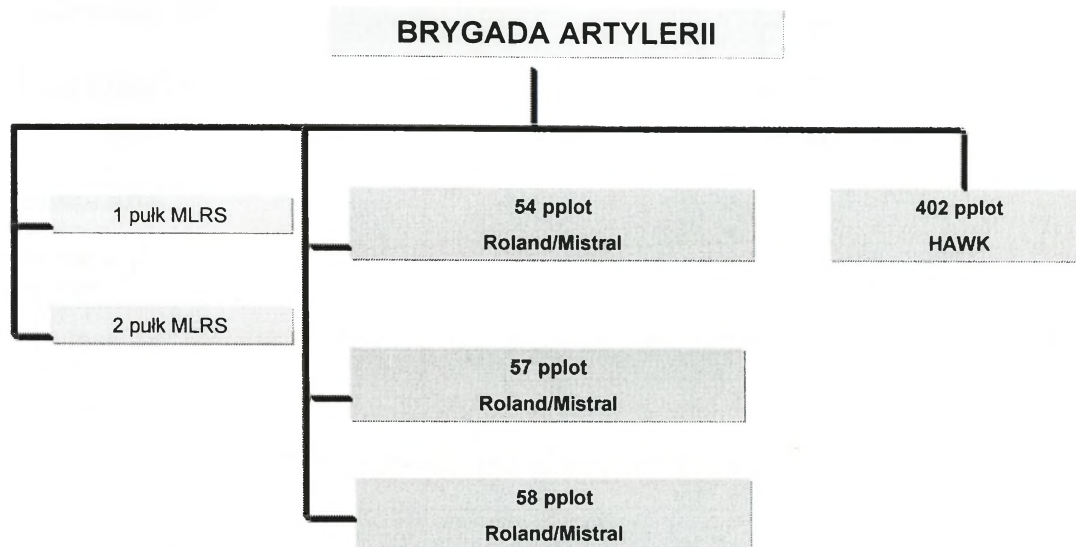 BRYGADA ARTYLERII
1 pułk MLRS
2 pułk MLRS
54 pplot
Roland/Mistral
57 pplot
Roland/Mistral
58 pplot
Roland/Mistral
402 pplot
HAWK